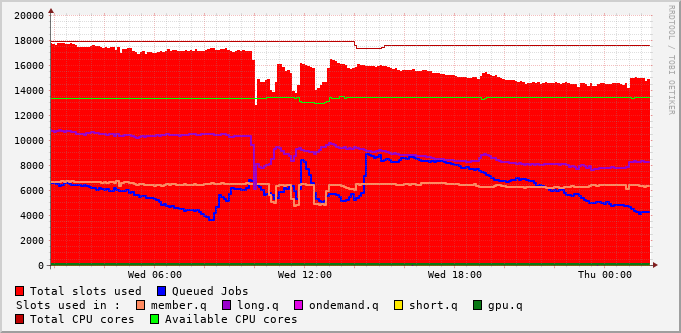 20000
18000
16000
14000
12000
10000
8000
6000
4000
2000
0
Wed 06:00 Wed 12:00 Wed 18:00 Thu 00:00
RRDTOOL / TOBI OETIKER
Total slots used Queued Jobs
Slots used in : member.q long.q ondemand.q short.q gpu.q
Total CPU cores Available CPU cores